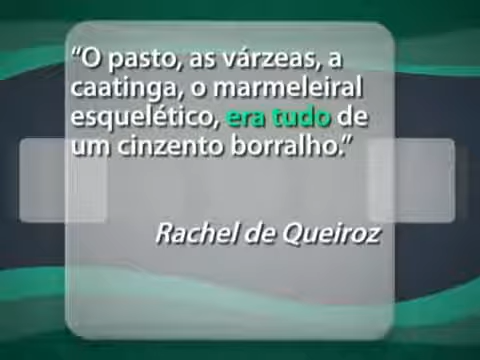 “O pasto, as várzeas, a
caatinga, o marmeleiral
esquelético, era tudo de
um cinzento borralho.”
Rachel de Queiroz